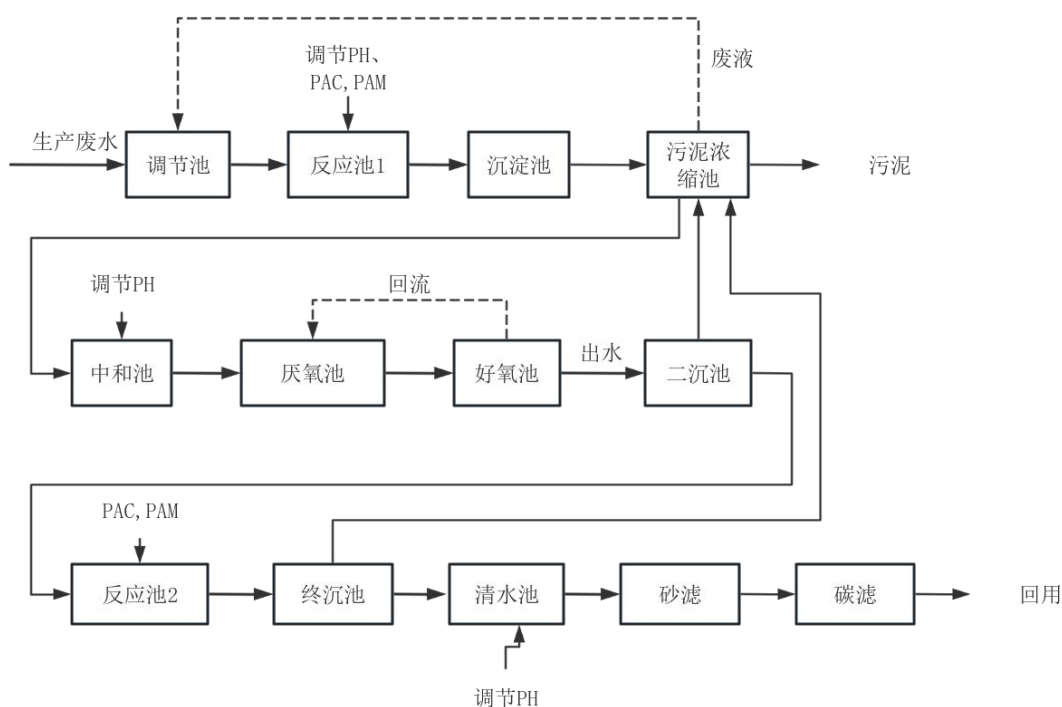 废液
调节PH、
PAC,PAM
生产废水
调节池
反应池1
沉淀池
污泥浓
缩池
污泥
调节PH
回流
中和池
厌氧池
好氧池
出水
二沉池
PAC,PAM
反应池2
终沉池
清水池
砂滤
碳滤
回用
调节PH